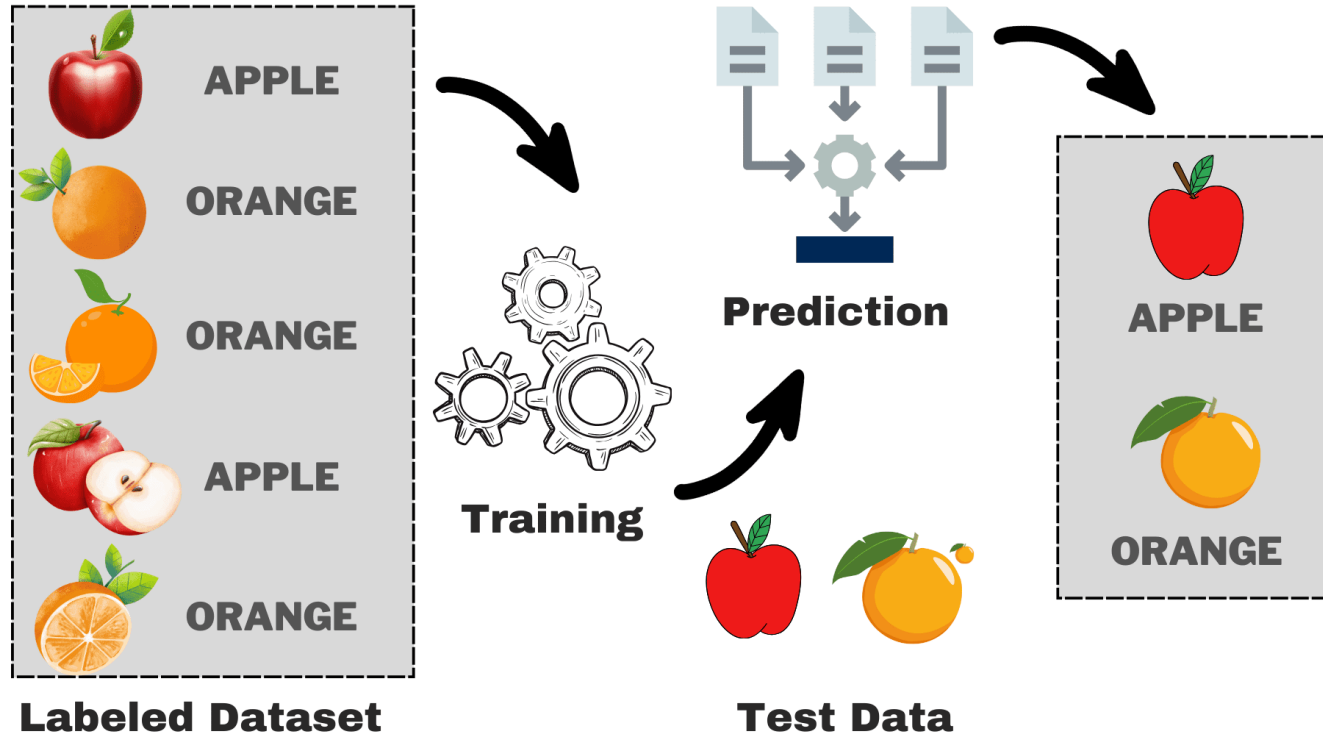 APPLE
ORANGE
ORANGE
APPLE
ORANGE
Labeled Dataset
Training
Prediction
Test Data
APPLE
ORANGE